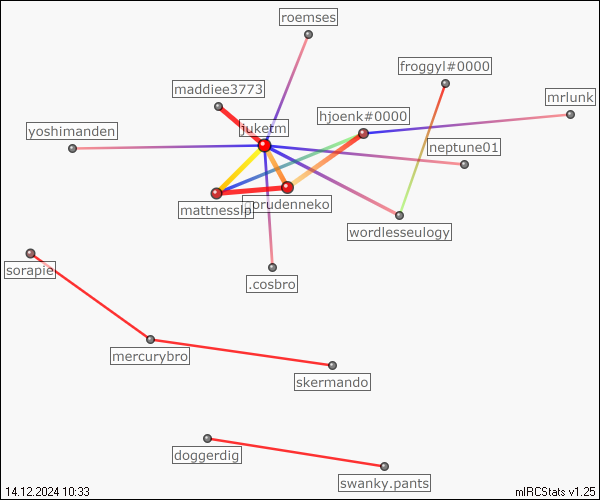 roemses
froggyl#0000
maddiee3773
mrlunk
hjoenk#0000
juketm
yoshimanden
neptune01
mattnesslp
wordlesseulogy
sorapie
.cosbro
mercurybro
skermando
doggerdig
swanky.pants
14.12.2024 10:33
mIRCStats v1.25